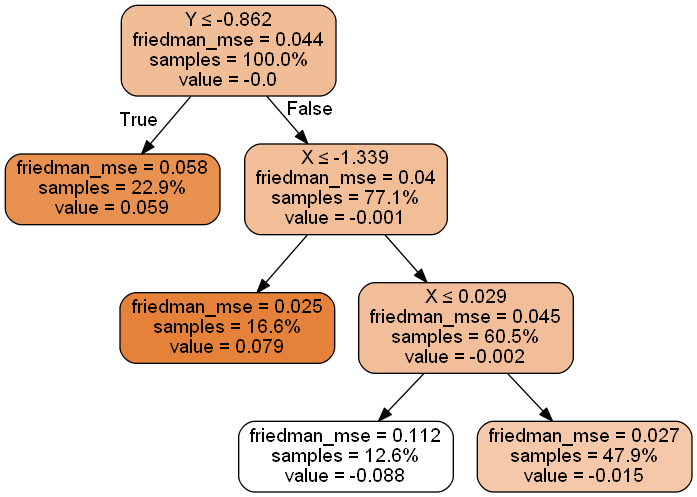 Y ≤ -0.862
friedman_mse = 0.044
samples = 100.0%
value = -0.0
True
False
friedman_mse = 0.058
samples = 22.9%
value = 0.059
X ≤ -1.339
friedman_mse = 0.04
samples = 77.1%
value = -0.001
friedman_mse = 0.025
samples = 16.6%
value = 0.079
X ≤ 0.029
friedman_mse = 0.045
samples = 60.5%
value = -0.002
friedman_mse = 0.112
samples = 12.6%
value = -0.088
friedman_mse = 0.027
samples = 47.9%
value = -0.015